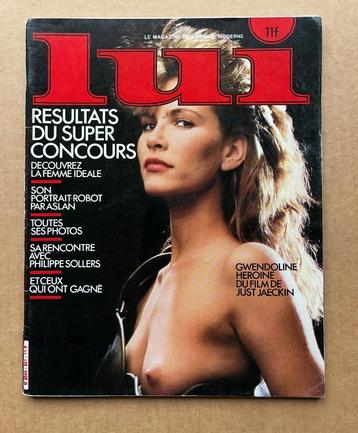 LE MAGAZINE DE L'HOMME MODERNE
11F
lui
RESULTATS
DU SUPER
CONCOURS
DECOUVREZ
LA FEMME IDEALE
SON
PORTRAIT-ROBOT
PAR ASLAN
TOUTES
SES PHOTOS
SA RENCONTRE
AVEC
PHILIPPE SOLLERS
ET CEUX
QUI ONT GAGNÉ
GWENDOLINE
HEROINE
DU FILM DE
JUST JAECKIN